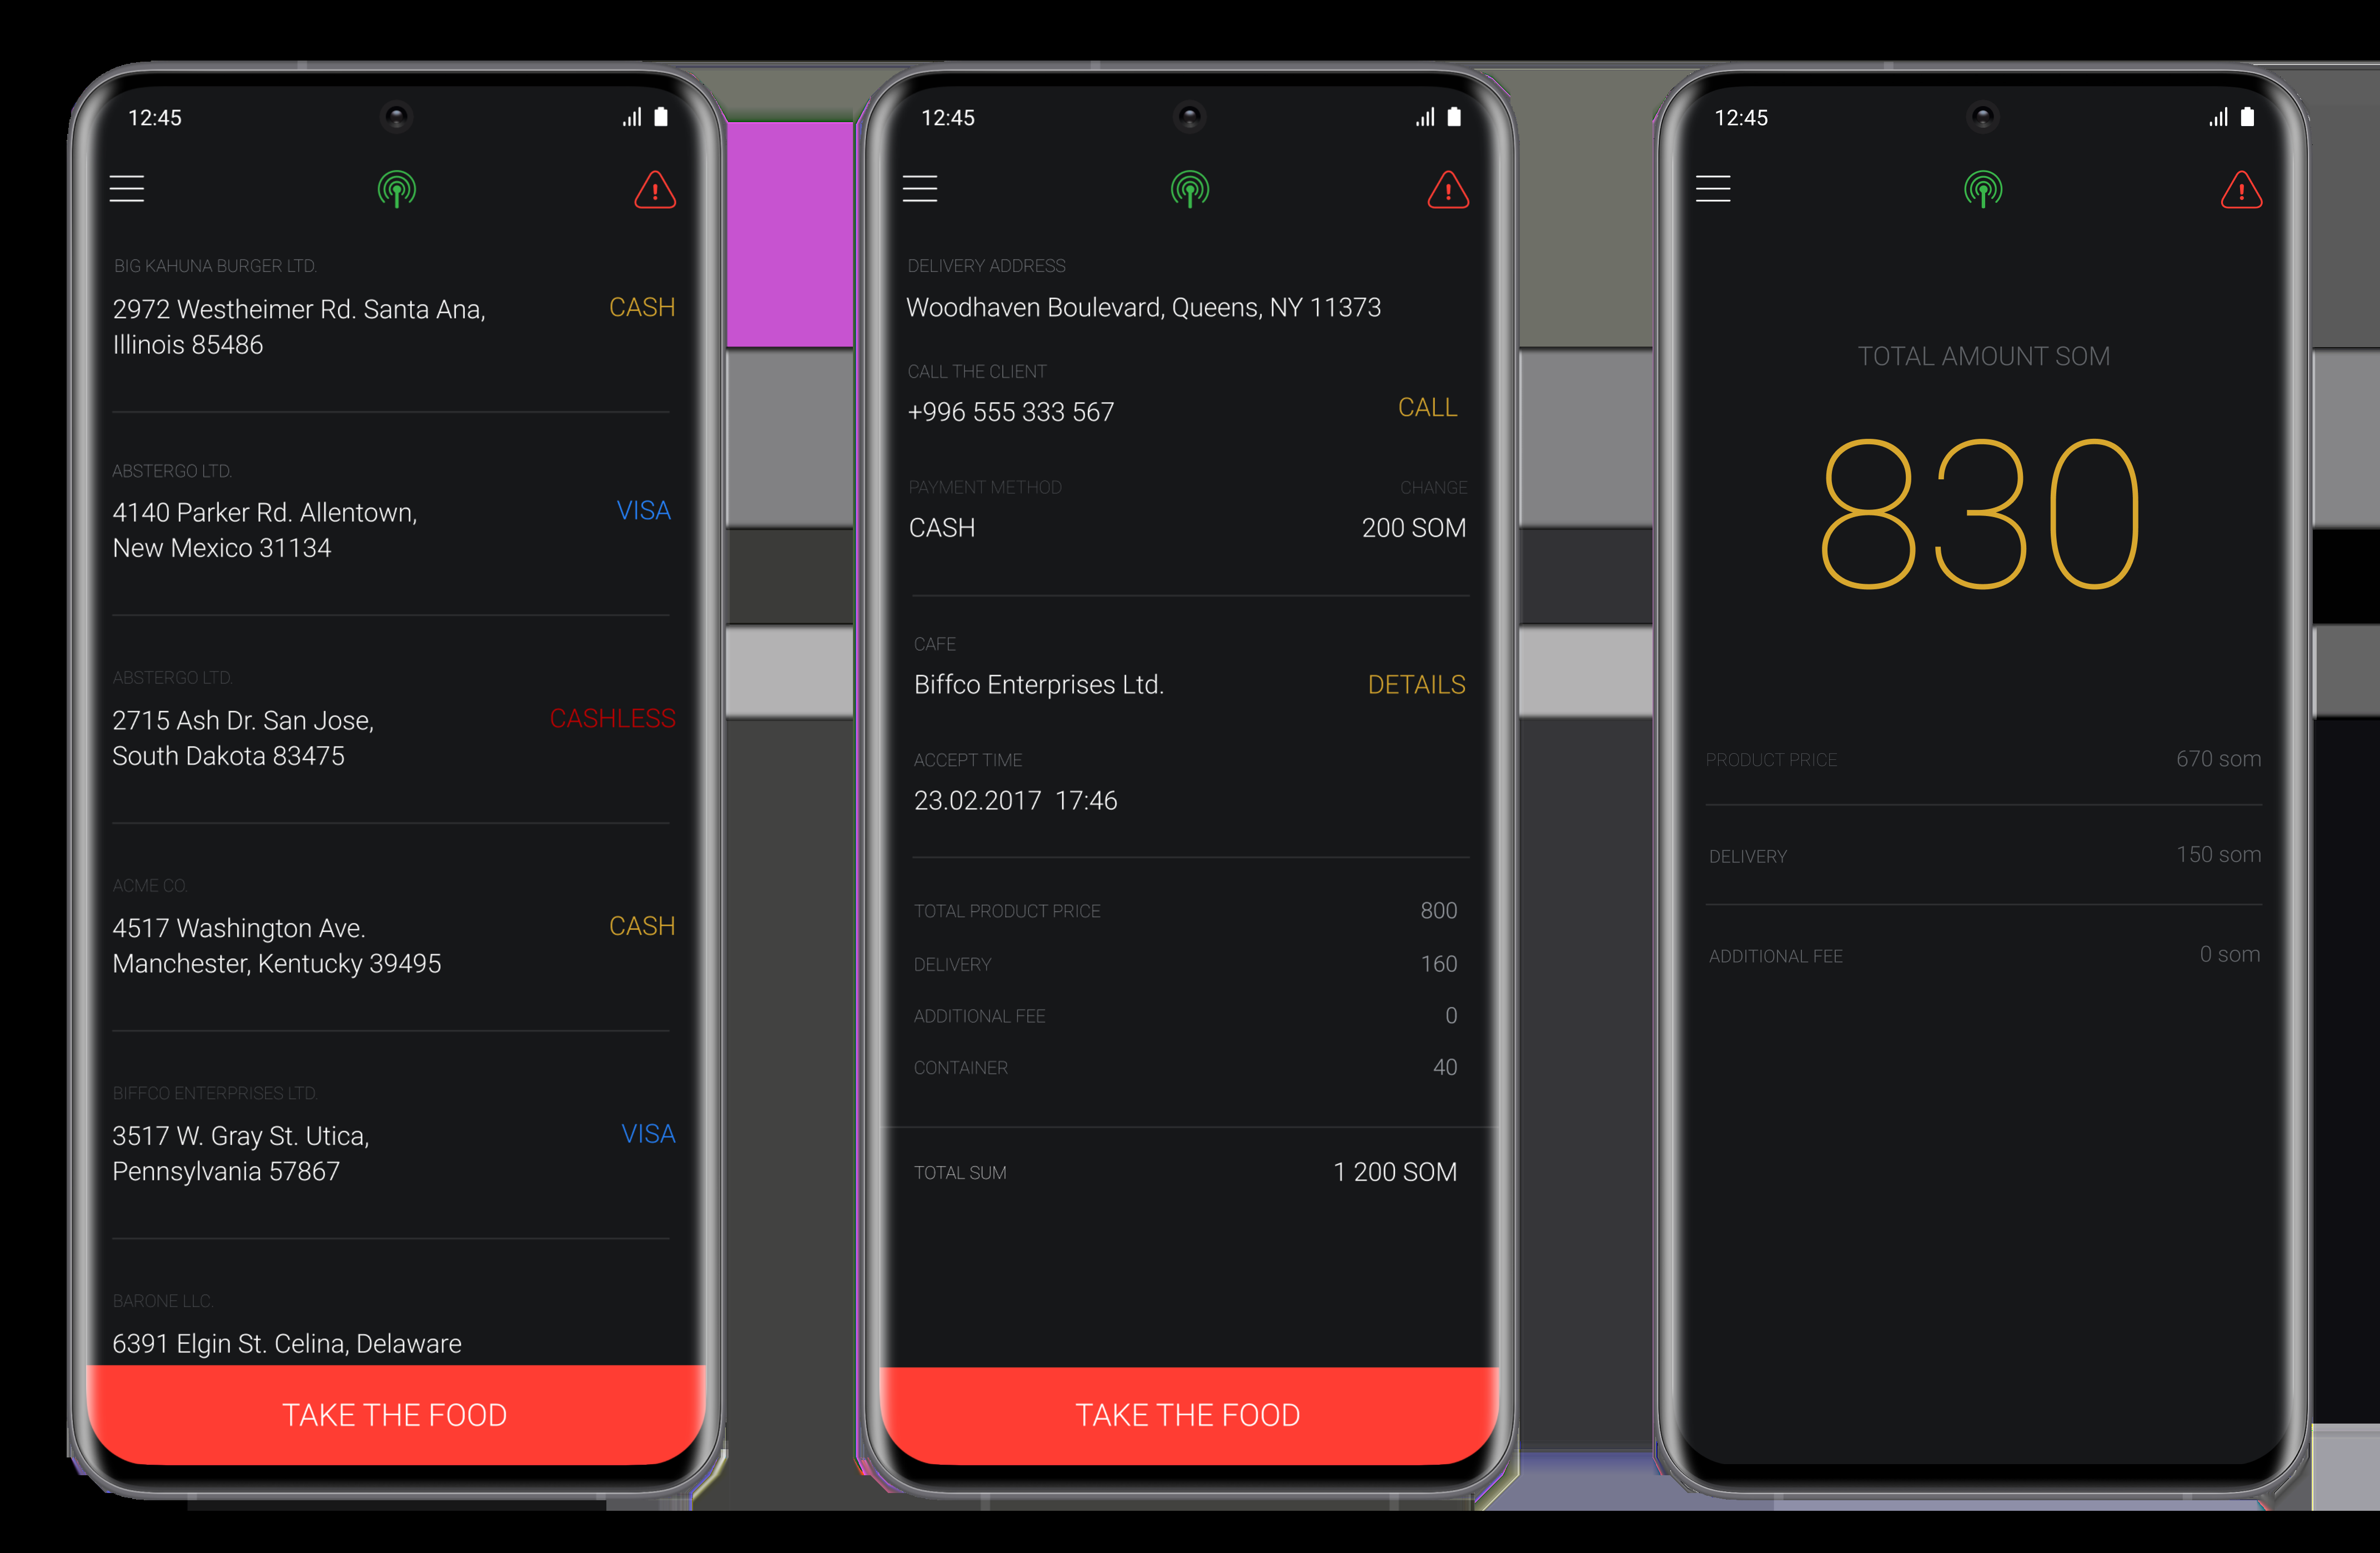 12:45
BIG KAHUNA BURGER LTD.
2972 Westheimer Rd. Santa Ana,
Illinois 85486
CASH
ABSTERGO LTD.
4140 Parker Rd. Allentown,
New Mexico 31134
VISA
ABSTERGO LTD.
2715 Ash Dr. San Jose,
South Dakota 83475
CASHLESS
ACME CO.
4517 Washington Ave.
Manchester, Kentucky 39495
CASH
BIFFCO ENTERPRISES LTD.
3517 W. Gray St. Utica,
Pennsylvania 57867
VISA
BARONE LLC.
6391 Elgin St. Celina, Delaware
TAKE THE FOOD
12:45
DELIVERY ADDRESS
Woodhaven Boulevard, Queens, NY 11373
CALL THE CLIENT
+996 555 333 567 CALL
PAYMENT METHOD CHANGE
CASH 200 SOM
CAFE
Biffco Enterprises Ltd. DETAILS
ACCEPT TIME
23.02.2017 17:46
TOTAL PRODUCT PRICE 800
DELIVERY 160
ADDITIONAL FEE 0
CONTAINER 40
TOTAL SUM 1 200 SOM
TAKE THE FOOD
12:45
TOTAL AMOUNT SOM
830
PRODUCT PRICE 670 som
DELIVERY 150 som
ADDITIONAL FEE 0 som